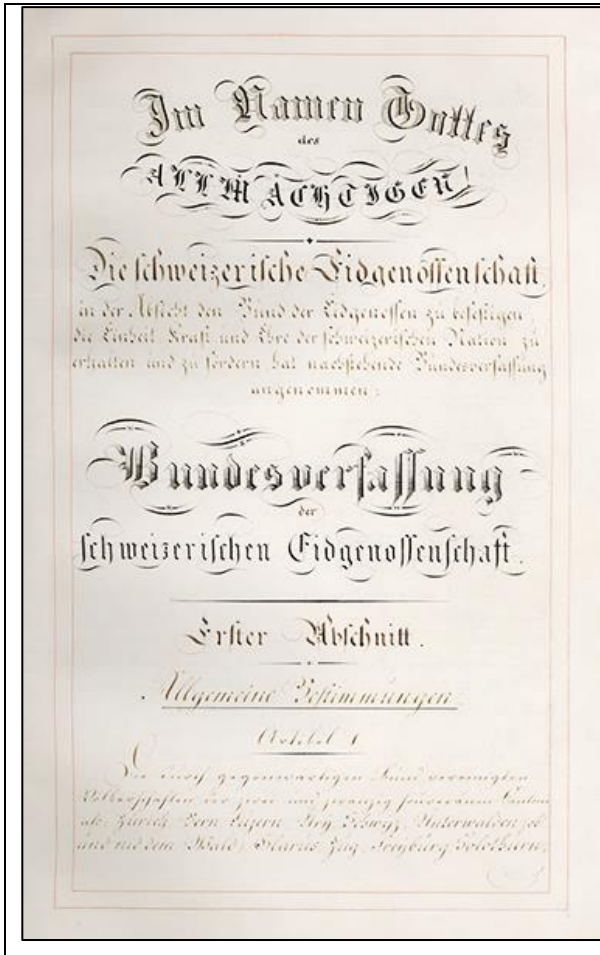 Im Namen Gottes
des
ALLMÄCHTIGEN!
Die schweizerische Eidgenossenschaft,
in der Absicht den Bund der Eidgenossen zu befestigen,
die Einheit Kraft und Ehre der schweizerischen Nation zu
erhalten und zu fördern, hat nachstehende Bundesverfassung
angenommen:
Bundesverfassung
der
schweizerischen Eidgenossenschaft.
Erster Abschnitt.
Allgemeine Bestimmungen
Artikel 1
Die durch gegenwärtigen Bund vereinigten
Völkerschaften der zwei und zwanzig souveränen Kantone
als: Zürich, Bern, Luzern, Ury, Schwyz, Unterwalden, ob
und nid dem Wald, Glarus, Zug, Freyburg, Solothurn,